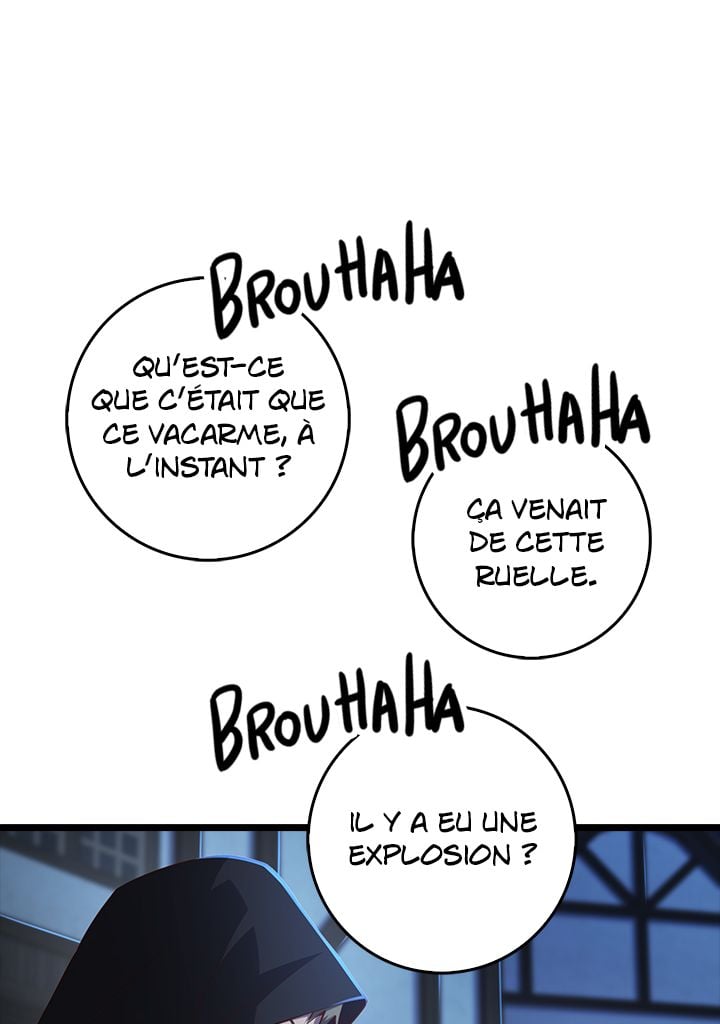 BROUHAHA
QU'EST-CE
QUE C'ÉTAIT QUE
CE VACARME, À
L'INSTANT ?
BROUHAHA
ÇA VENAIT
DE CETTE
RUELLE.
BROUHAHA
IL Y A EU UNE
EXPLOSION ?